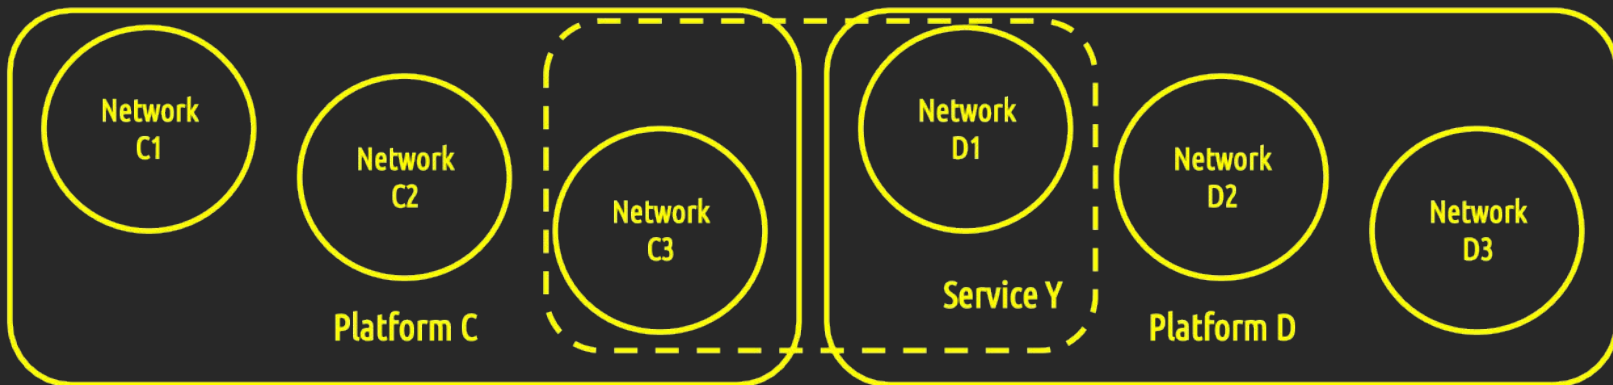 Network
C1
Network
C2
Network
C3
Platform C
Network
D1
Service Y
Network
D2
Network
D3
Platform D